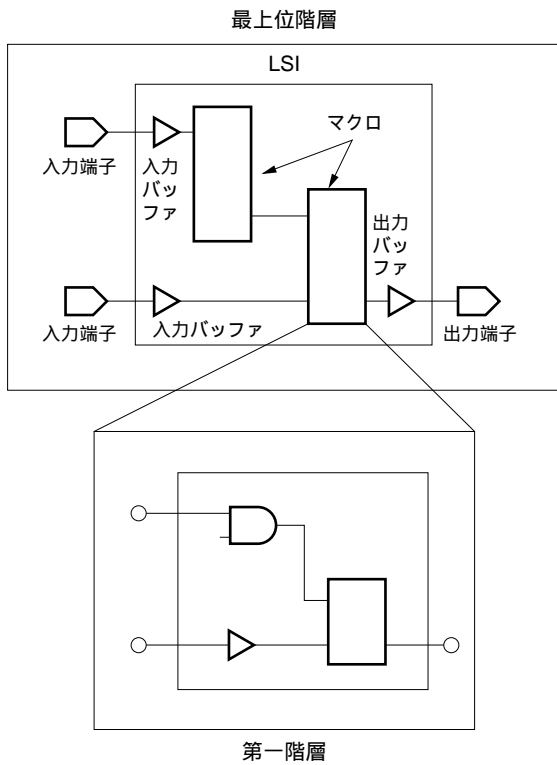 最上位階層
LSI
マクロ
入力端子
入力
バッ
ファ
出力
バッ
ファ
入力端子
入力バッファ
出力端子
第一階層